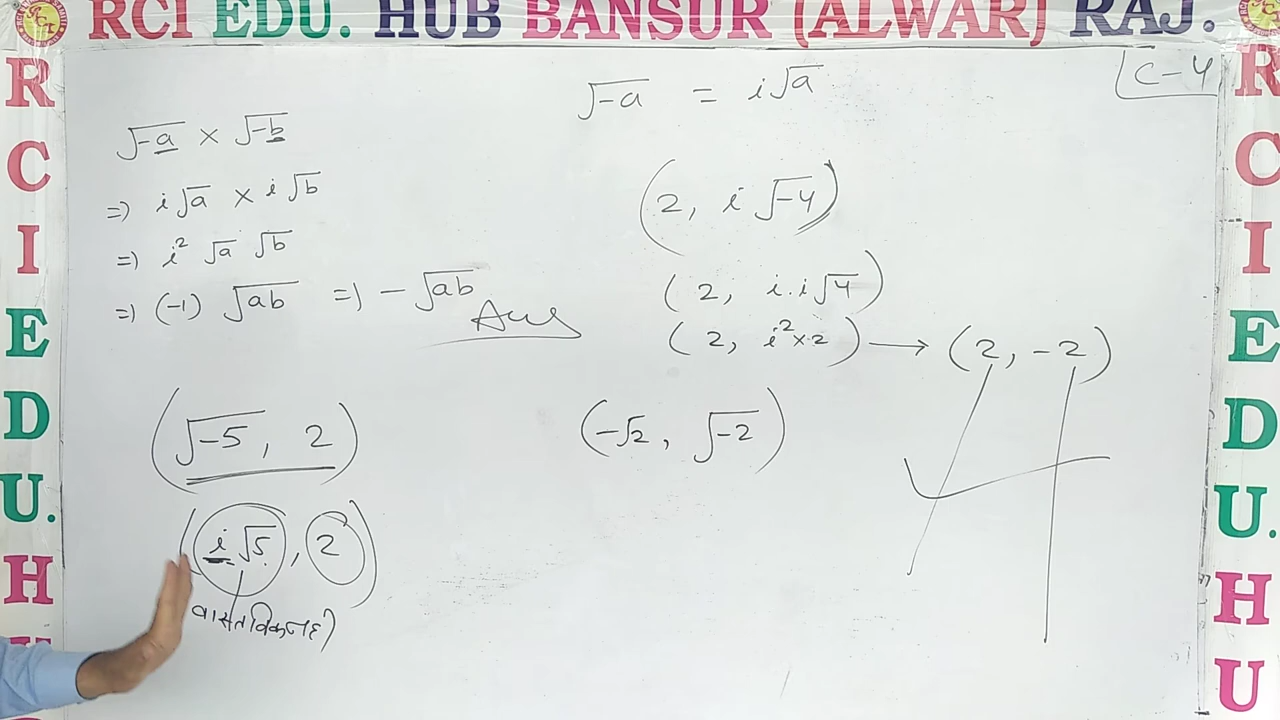 RCI EDU. HUB BANSUR (ALWAR) RAJ.
R
C
I
E
D
U.
H
C-4
√-a = i√a
√-a × √-b
=) i√a × i√b
=) i² √a √b
=) (-1) √ab =) -√ab
Ans
(2, i√-4)
(2, i.i√4)
(2, i²×2) → (2, -2)
(√-5, 2)
(-√2, √-2)
(i√5, 2)
वास्तविक नही
R
C
I
E
D
U.
H
U